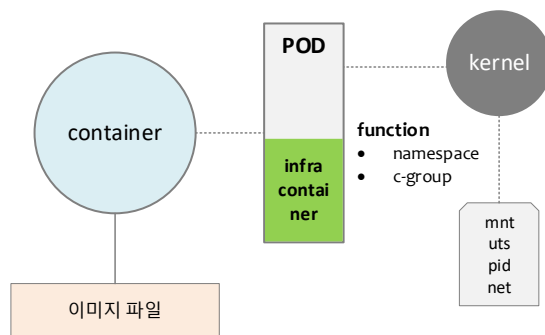 POD
kernel
container
function
• namespace
• c-group
infra
contai
ner
mnt
uts
pid
net
이미지 파일